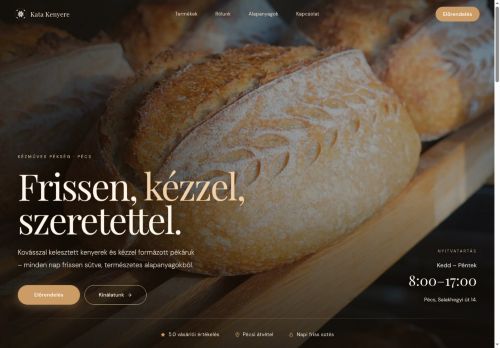 Kata Kenyere
Termékek
Rólunk
Alapanyagok
Kapcsolat
Előrendelés
KÉZMŰVES PÉKSÉG · PÉCS
Frissen, kézzel,
szeretettel.
Kovásszal kelesztett kenyerek és kézzel formázott pékáruk
– minden nap frissen sütve, természetes alapanyagokból.
Előrendelés
Kínálatunk →
NYITVATARTÁS
Kedd – Péntek
8:00–17:00
Pécs, Salakhegyi út 14.
5.0 vásárlói értékelés
Pécsi átvétel
Napi friss sütés